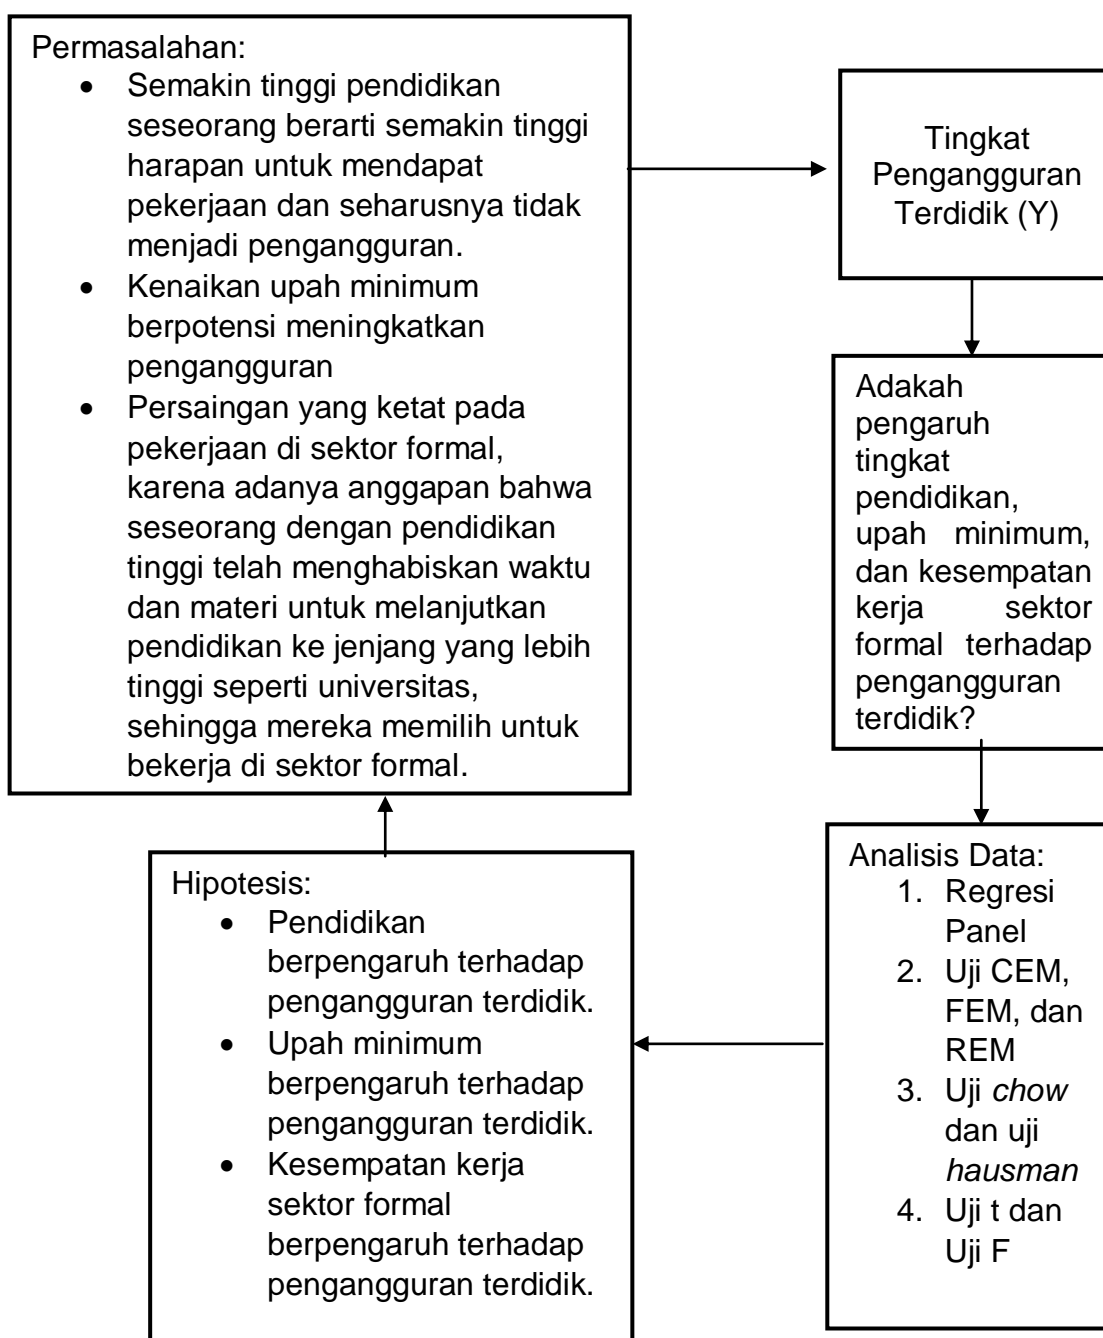 Permasalahan:
• Semakin tinggi pendidikan
seseorang berarti semakin tinggi
harapan untuk mendapat
pekerjaan dan seharusnya tidak
menjadi pengangguran.
• Kenaikan upah minimum
berpotensi meningkatkan
pengangguran
• Persaingan yang ketat pada
pekerjaan di sektor formal,
karena adanya anggapan bahwa
seseorang dengan pendidikan
tinggi telah menghabiskan waktu
dan materi untuk melanjutkan
pendidikan ke jenjang yang lebih
tinggi seperti universitas,
sehingga mereka memilih untuk
bekerja di sektor formal.
Tingkat
Pengangguran
Terdidik (Y)
Adakah
pengaruh
tingkat
pendidikan,
upah minimum,
dan kesempatan
kerja sektor
formal terhadap
pengangguran
terdidik?
Analisis Data:
1. Regresi
Panel
2. Uji CEM,
FEM, dan
REM
3. Uji chow
dan uji
hausman
4. Uji t dan
Uji F
Hipotesis:
• Pendidikan
berpengaruh terhadap
pengangguran terdidik.
• Upah minimum
berpengaruh terhadap
pengangguran terdidik.
• Kesempatan kerja
sektor formal
berpengaruh terhadap
pengangguran terdidik.